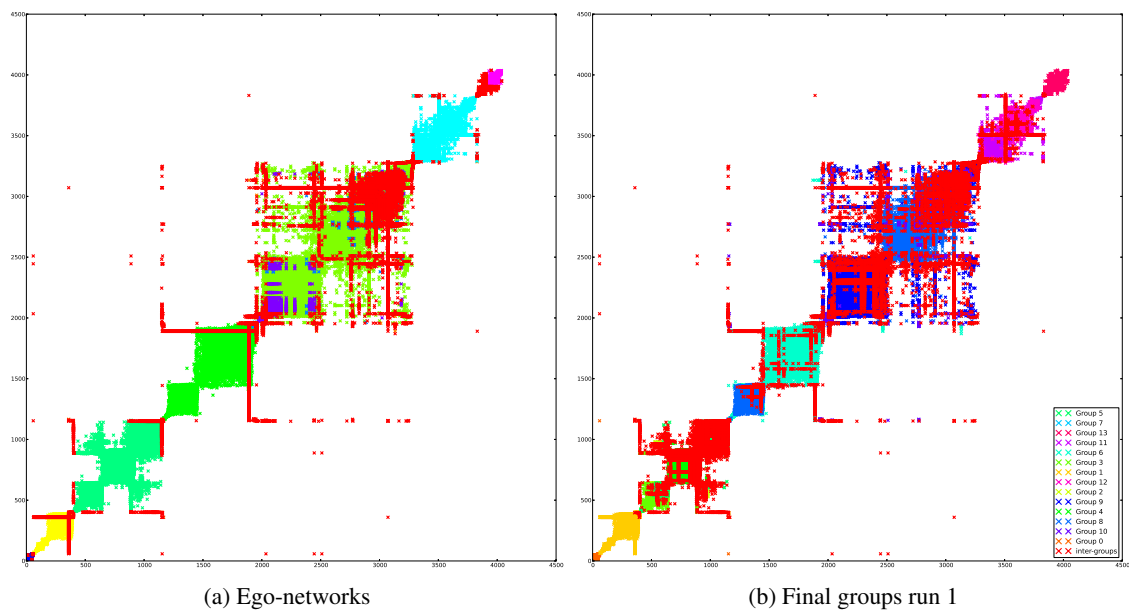 4500
4000
3500
3000
2500
2000
1500
1000
500
0
0 500 1000 1500 2000 2500 3000 3500 4000 4500
(a) Ego-networks
4500
4000
3500
3000
2500
2000
1500
1000
500
0
0 500 1000 1500 2000 2500 3000 3500 4000 4500
Group 5
Group 7
Group 13
Group 11
Group 6
Group 3
Group 1
Group 12
Group 2
Group 9
Group 4
Group 8
Group 10
Group 0
inter-groups
(b) Final groups run 1